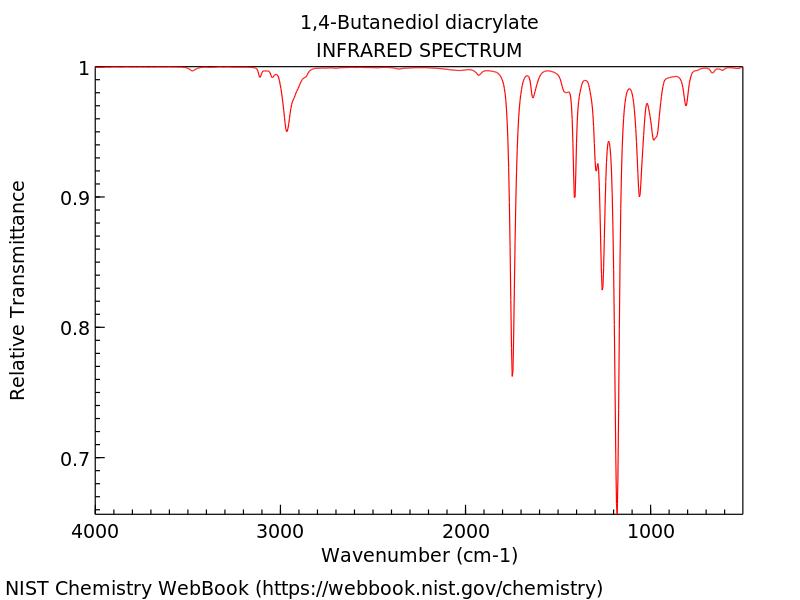 1,4-Butanediol diacrylate
INFRARED SPECTRUM
1
0.9
0.8
0.7
Relative Transmittance
4000
3000
2000
1000
Wavenumber (cm-1)
NIST Chemistry WebBook (https://webbook.nist.gov/chemistry)